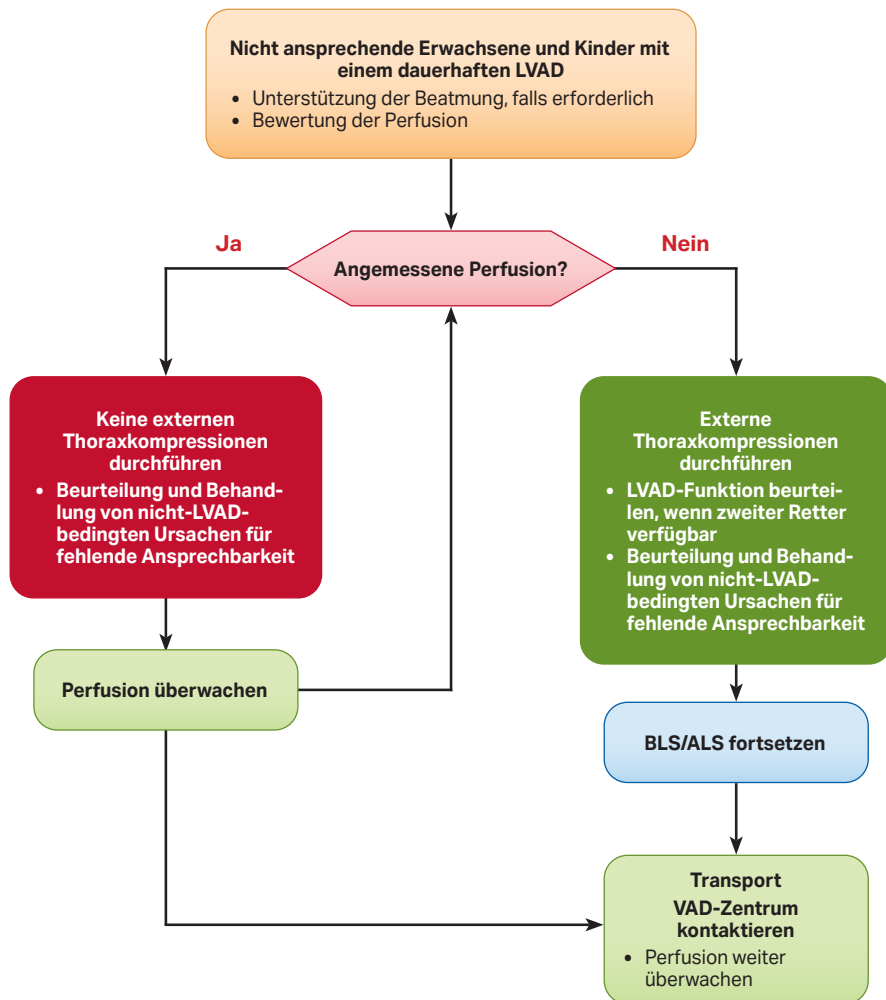 Nicht ansprechende Erwachsene und Kinder mit
einem dauerhaften LVAD
• Unterstützung der Beatmung, falls erforderlich
• Bewertung der Perfusion
Ja
Nein
Angemessene Perfusion?
Keine externen
Thoraxkompressionen
durchführen
• Beurteilung und Behand-
lung von nicht-LVAD-
bedingten Ursachen für
fehlende Ansprechbarkeit
Externe
Thoraxkompressionen
durchführen
• LVAD-Funktion beurtei-
len, wenn zweiter Retter
verfügbar
• Beurteilung und Behand-
lung von nicht-LVAD-
bedingten Ursachen für
fehlende Ansprechbarkeit
Perfusion überwachen
BLS/ALS fortsetzen
Transport
VAD-Zentrum
kontaktieren
• Perfusion weiter
überwachen